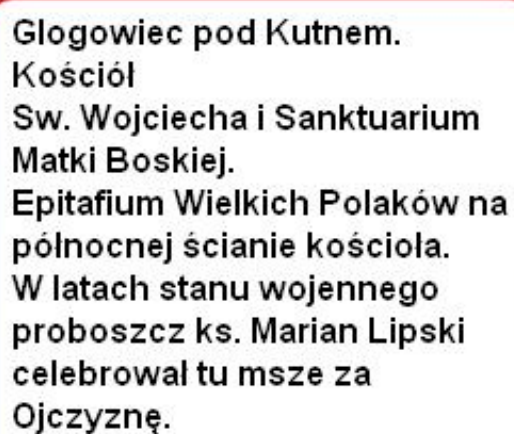 Glogowiec pod Kutnem.
Kościół
Sw. Wojciecha i Sanktuarium
Matki Boskiej.
Epitafium Wielkich Polaków na
północnej ścianie kościoła.
W latach stanu wojennego
proboszcz ks. Marian Lipski
celebrował tu msze za
Ojczyznę.